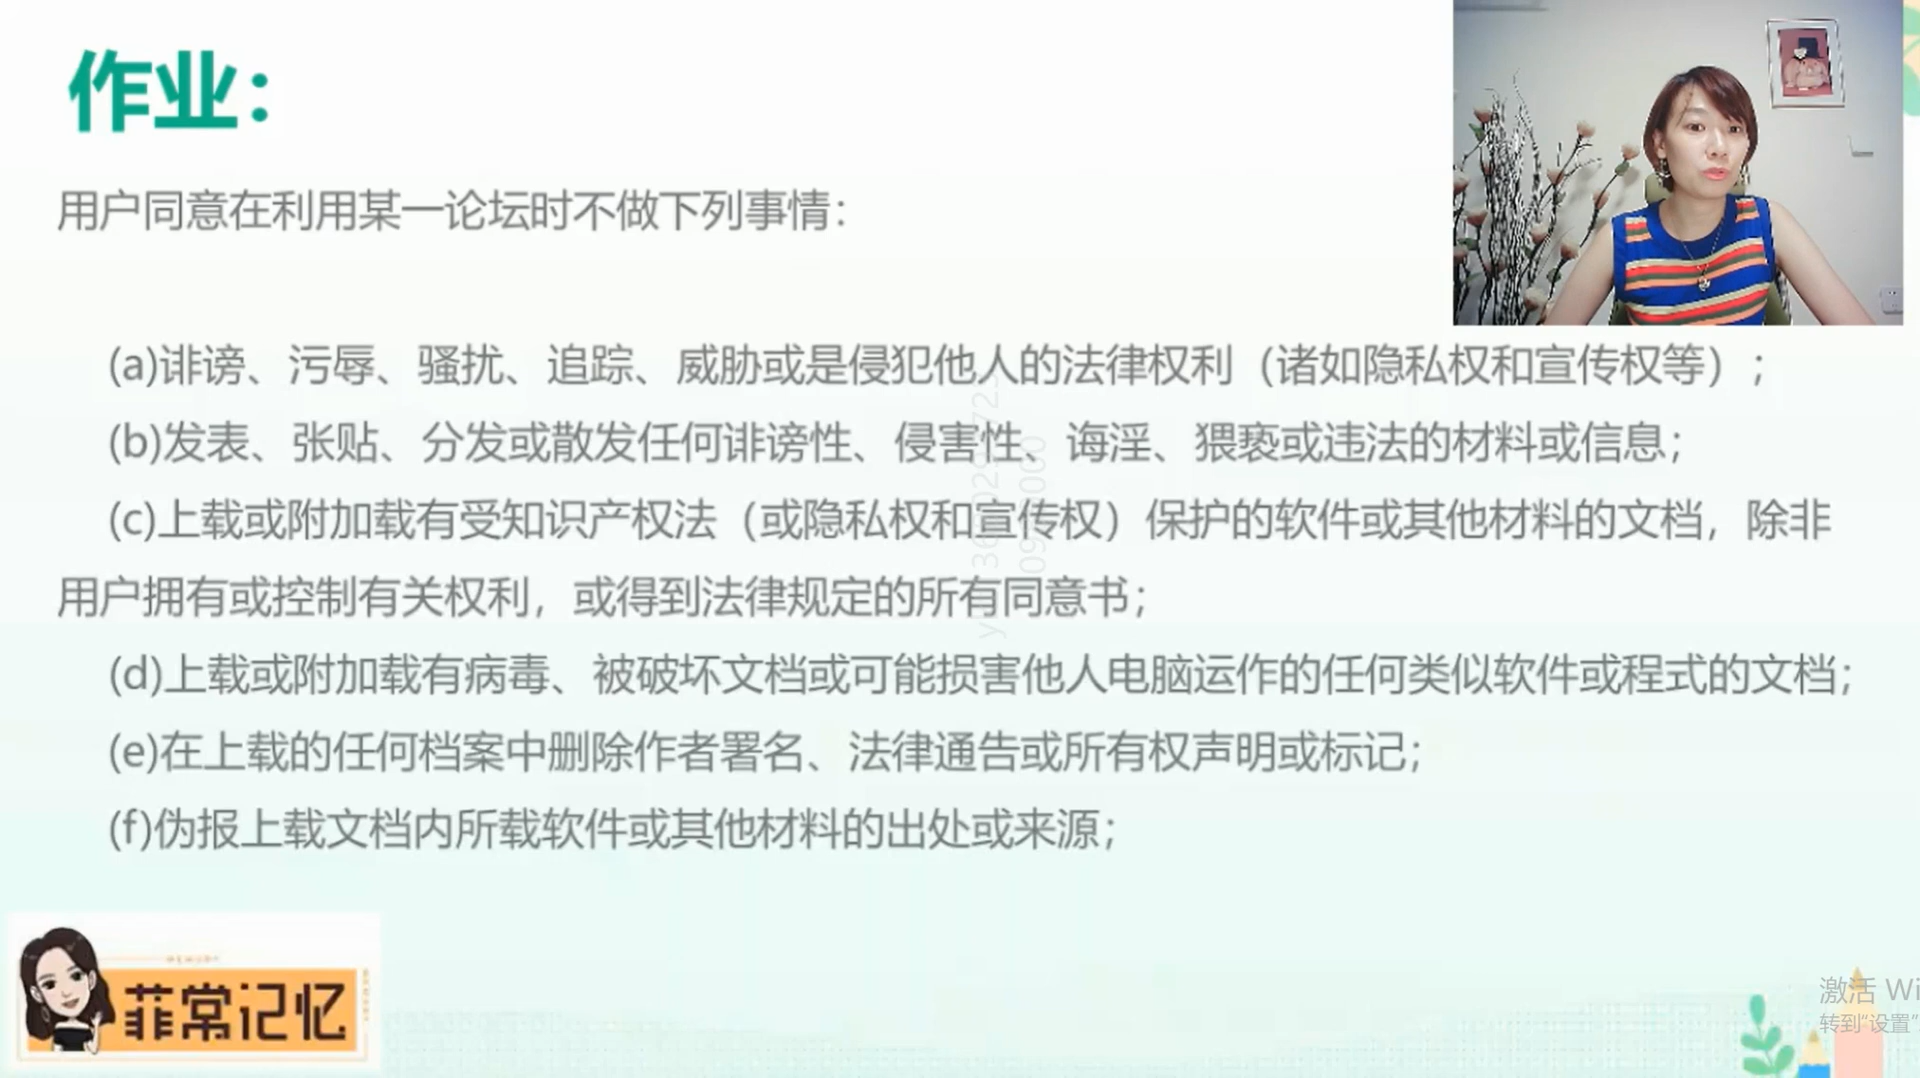 作业：
用户同意在利用某一论坛时不做下列事情：
(a)诽谤、污辱、骚扰、追踪、威胁或是侵犯他人的法律权利（诸如隐私权和宣传权等）；
(b)发表、张贴、分发或散发任何诽谤性、侵害性、诲淫、猥亵或违法的材料或信息；
(c)上载或附加载有受知识产权法（或隐私权和宣传权）保护的软件或其他材料的文档，除非
用户拥有或控制有关权利，或得到法律规定的所有同意书；
(d)上载或附加载有病毒、被破坏文档或可能损害他人电脑运作的任何类似软件或程式的文档；
(e)在上载的任何档案中删除作者署名、法律通告或所有权声明或标记；
(f)伪报上载文档内所载软件或其他材料的出处或来源；
菲常记忆
激活 Wi
转到“设置”